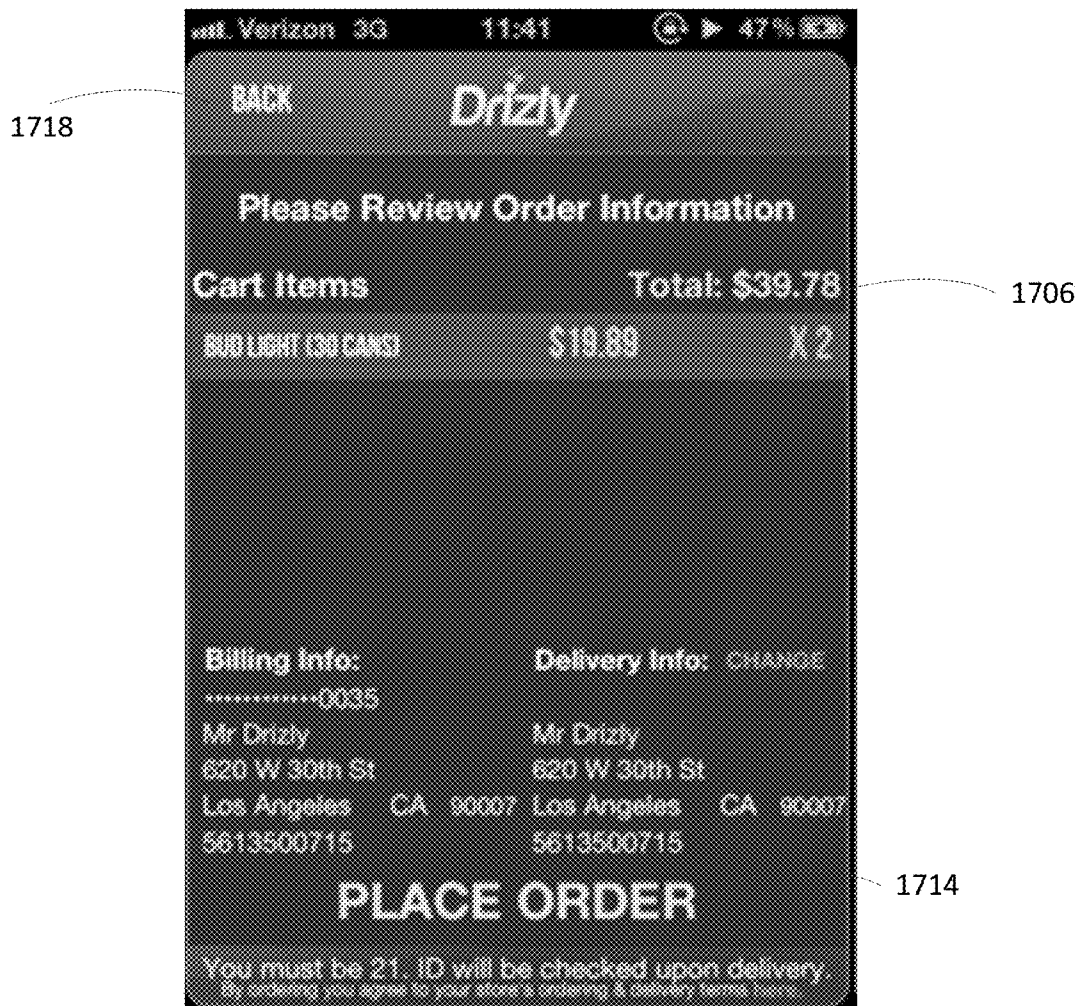 Verizon 3G 11:41 47%
BACK Drizly
1718
Please Review Order Information
Cart Items Total: $39.78
1706
BUD LIGHT (30 CANS) $19.89 X 2
Billing Info: Delivery Info: CHANGE
............0035
Mr Drizly Mr Drizly
620 W 30th St 620 W 30th St
Los Angeles CA 90007 Los Angeles CA 90007
5613500715 5613500715
1714
PLACE ORDER
You must be 21. ID will be checked upon delivery.
By ordering you agree to your store's ordering & delivery terms here.